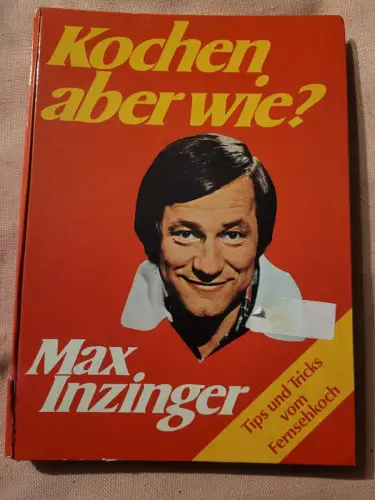 Kochen
aber wie?
Max
Inzinger
Tips und Tricks
vom
Fernsehkoch